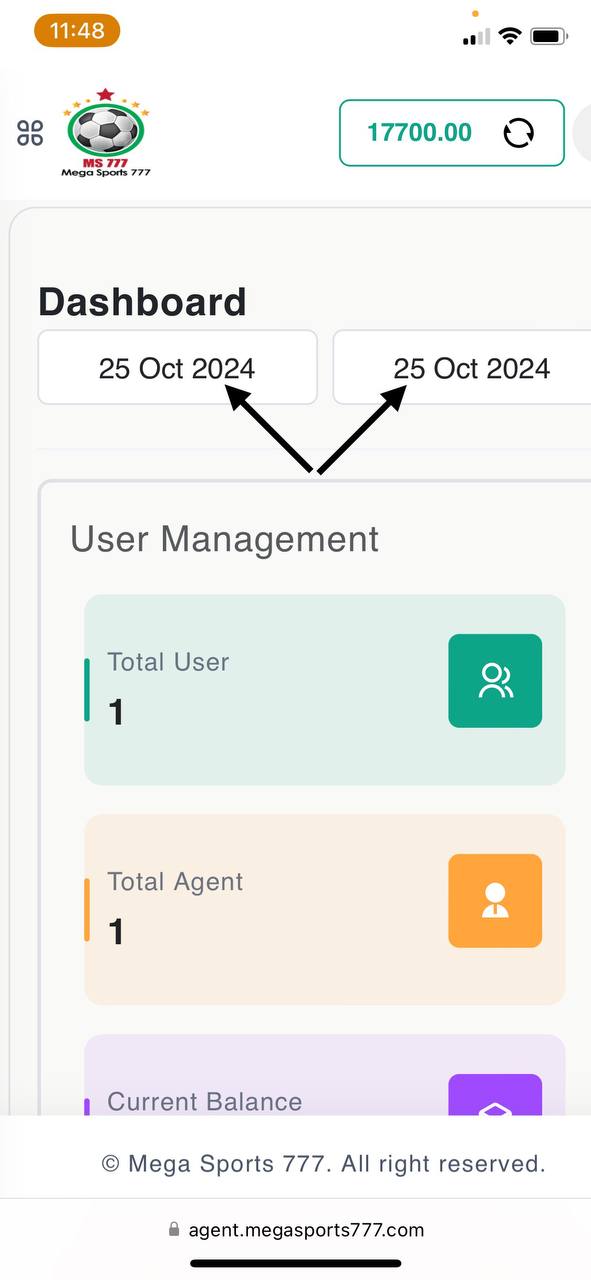 11:48
MS 777
Mega Sports 777
17700.00
Dashboard
25 Oct 2024
25 Oct 2024
User Management
Total User
1
Total Agent
1
Current Balance
© Mega Sports 777. All right reserved.
agent.megasports777.com